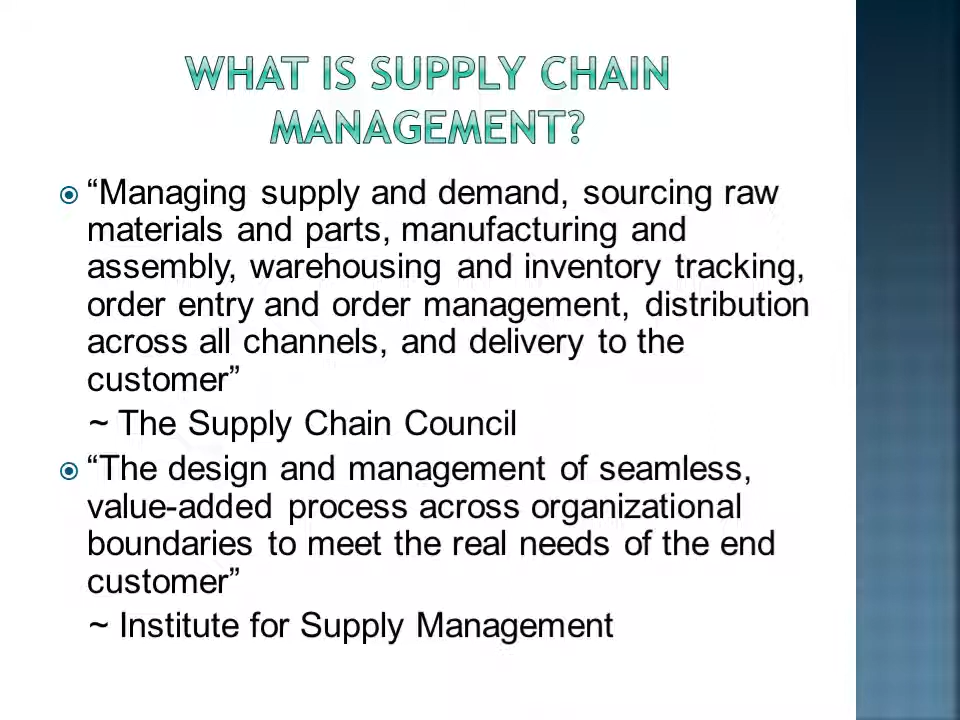 WHAT IS SUPPLY CHAIN
MANAGEMENT?
“Managing supply and demand, sourcing raw
materials and parts, manufacturing and
assembly, warehousing and inventory tracking,
order entry and order management, distribution
across all channels, and delivery to the
customer”
~ The Supply Chain Council
“The design and management of seamless,
value-added process across organizational
boundaries to meet the real needs of the end
customer”
~ Institute for Supply Management